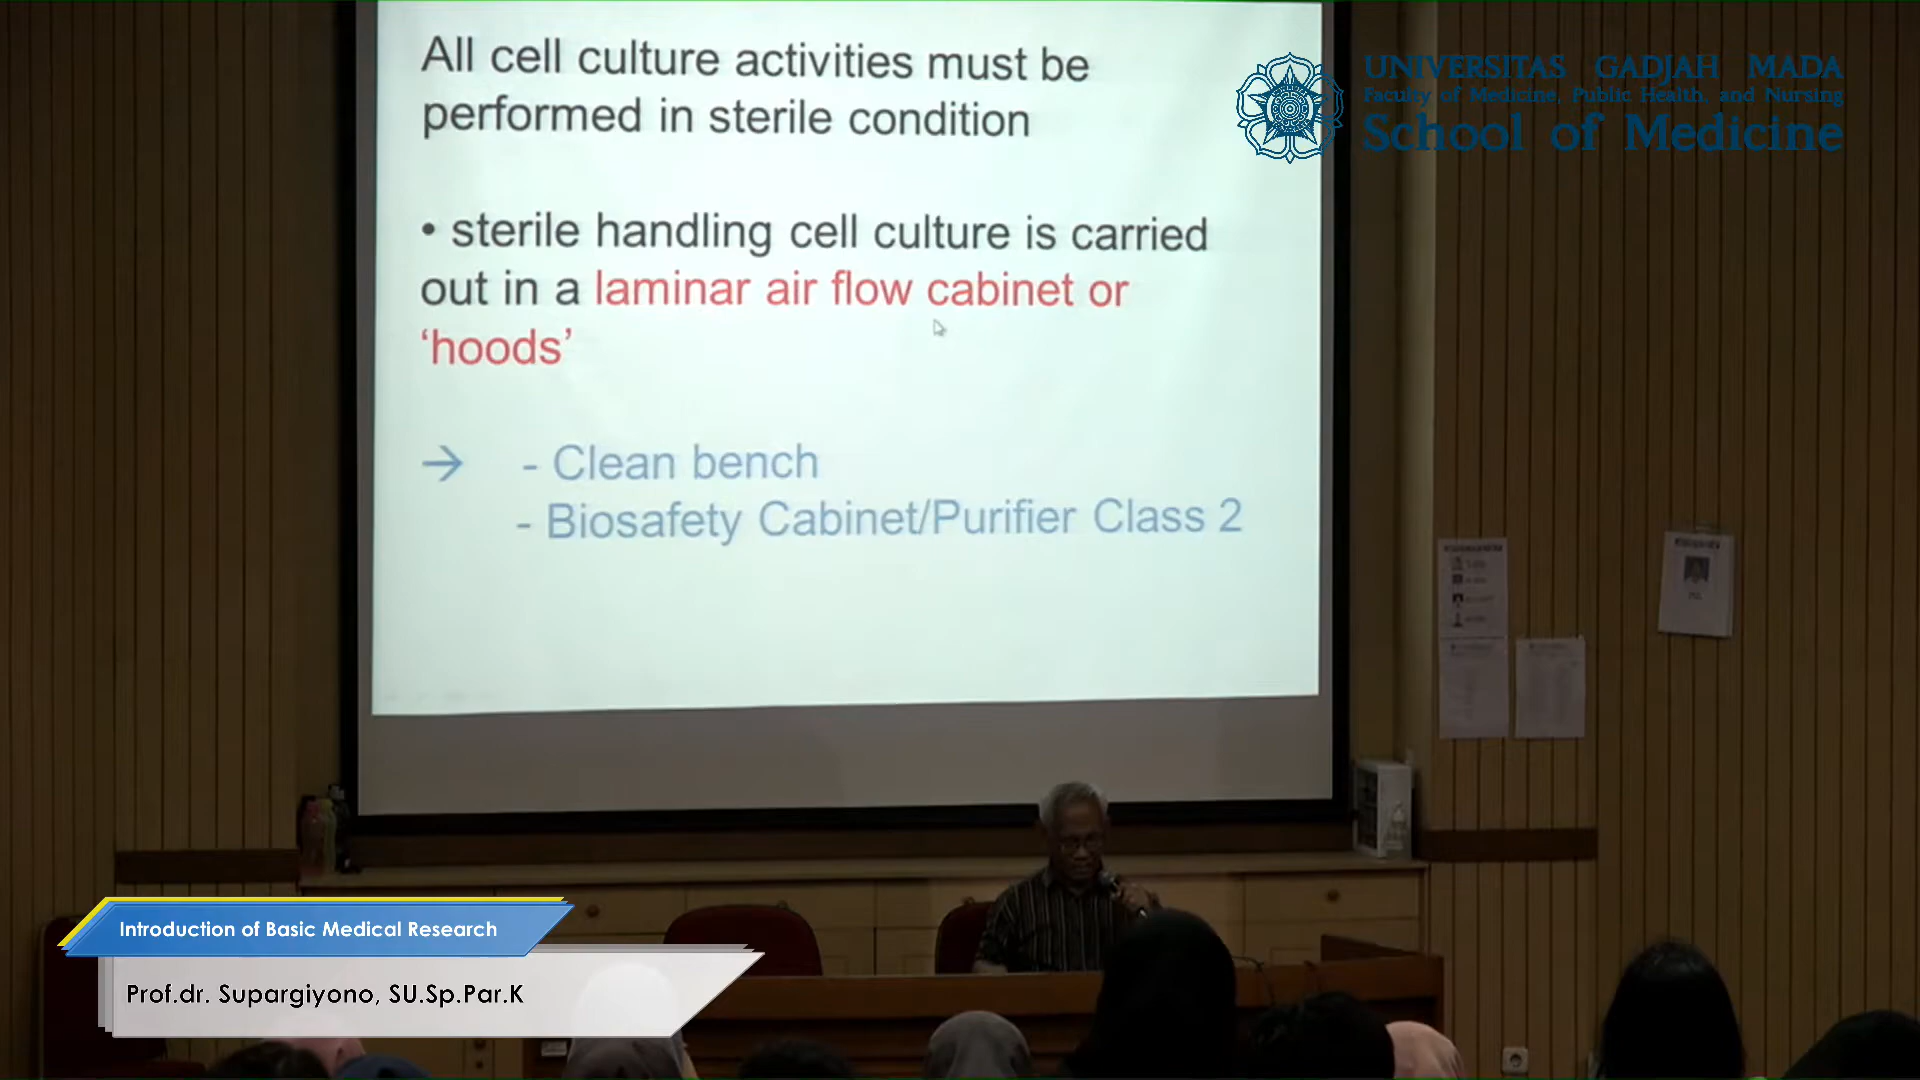 All cell culture activities must be
performed in sterile condition
• sterile handling cell culture is carried
out in a laminar air flow cabinet or
‘hoods’
→ - Clean bench
- Biosafety Cabinet/Purifier Class 2
UNIVERSITAS GADJAH MADA
Faculty of Medicine, Public Health, and Nursing
School of Medicine
Introduction of Basic Medical Research
Prof.dr. Supargiyono, SU.Sp.Par.K